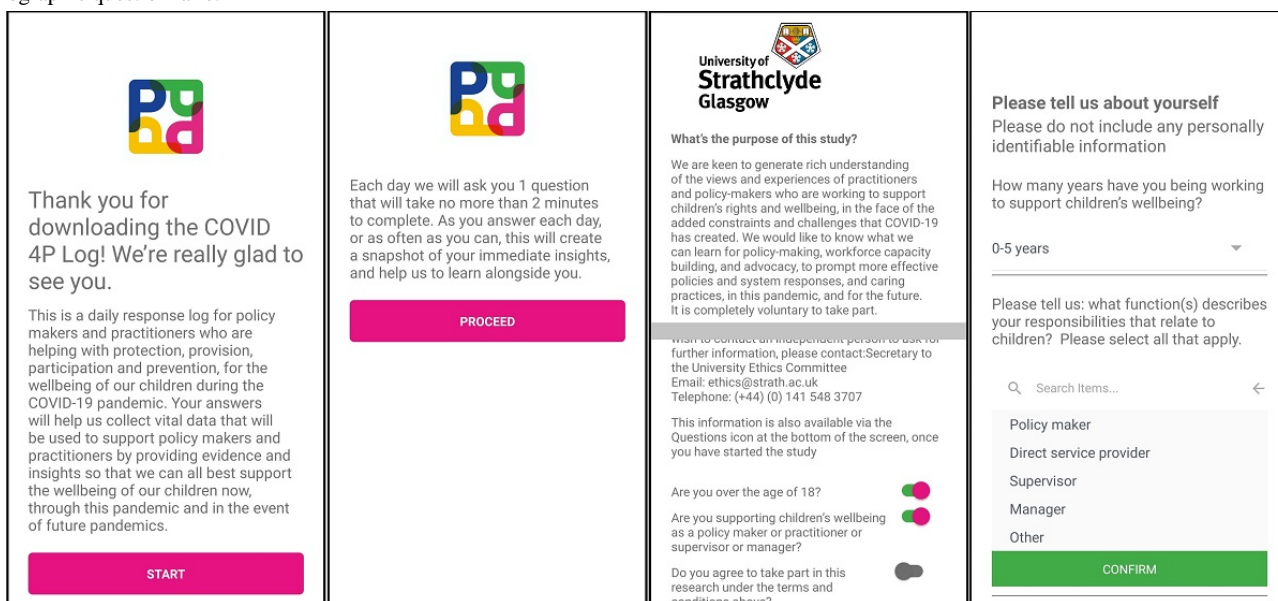 Thank you for
downloading the COVID
4P Log! We're really glad to
see you.
This is a daily response log for policy
makers and practitioners who are
helping with protection, provision,
participation and prevention, for the
wellbeing of our children during the
COVID-19 pandemic. Your answers
will help us collect vital data that will
be used to support policy makers and
practitioners by providing evidence and
insights so that we can all best support
the wellbeing of our children now,
through this pandemic and in the event
of future pandemics.
START
Each day we will ask you 1 question
that will take no more than 2 minutes
to complete. As you answer each day,
or as often as you can, this will create
a snapshot of your immediate insights,
and help us to learn alongside you.
PROCEED
University of
Strathclyde
Glasgow
What's the purpose of this study?
We are keen to generate rich understanding
of the views and experiences of practitioners
and policy-makers who are working to support
children's rights and wellbeing, in the face of the
added constraints and challenges that COVID-19
has created. We would like to know what we
can learn for policy-making, workforce capacity
building, and advocacy, to prompt more effective
policies and system responses, and caring
practices, in this pandemic, and for the future.
It is completely voluntary to take part.
wish to contact an independent person to ask for
further information, please contact:Secretary to
the University Ethics Committee
Email: ethics@strath.ac.uk
Telephone: (+44) (0) 141 548 3707
This information is also available via the
Questions icon at the bottom of the screen, once
you have started the study
Are you over the age of 18?
Are you supporting children's wellbeing
as a policy maker or practitioner or
supervisor or manager?
Do you agree to take part in this
research under the terms and
conditions above?
Please tell us about yourself
Please do not include any personally
identifiable information
How many years have you being working
to support children's wellbeing?
0-5 years
Please tell us: what function(s) describes
your responsibilities that relate to
children? Please select all that apply.
Search Items...
Policy maker
Direct service provider
Supervisor
Manager
Other
CONFIRM